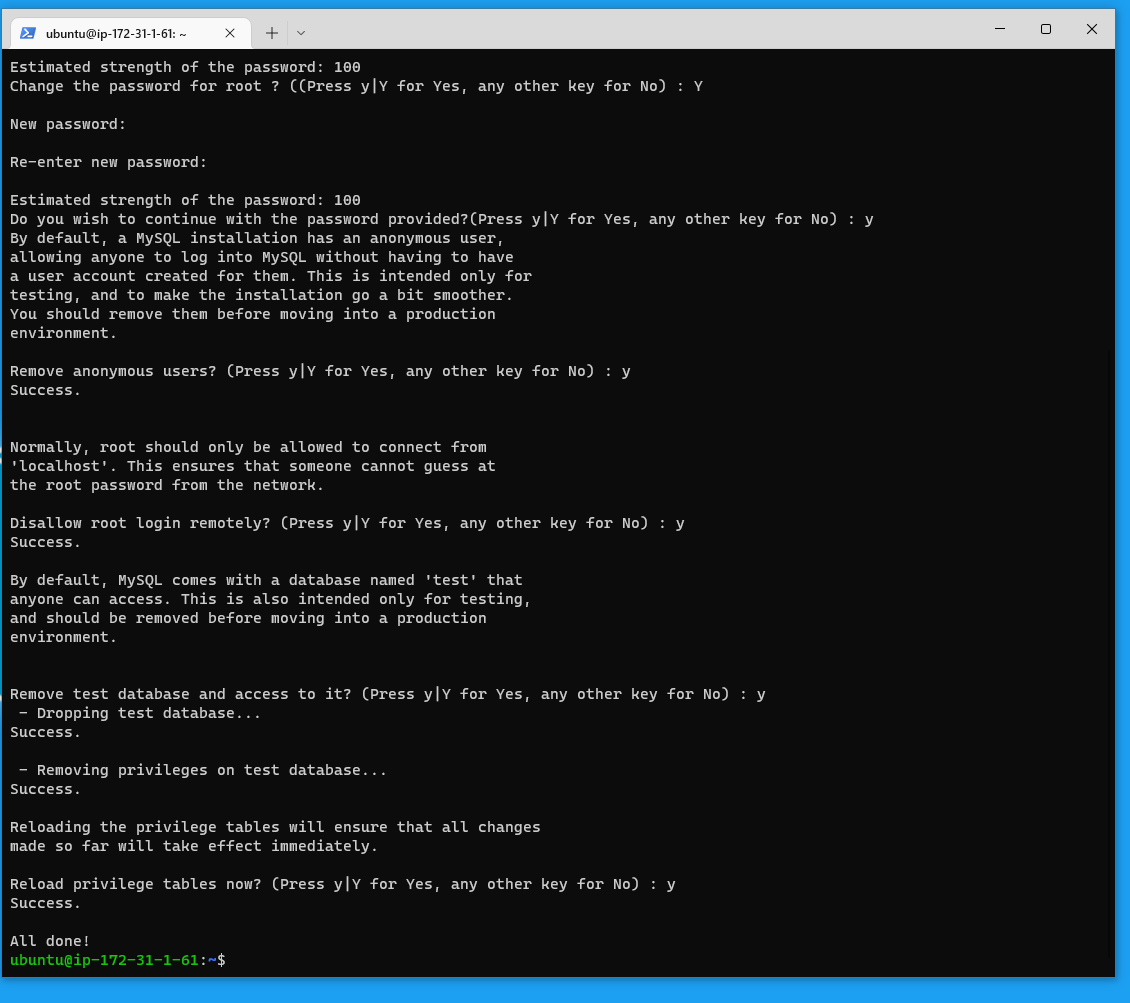 ubuntu@ip-172-31-1-61: ~
Estimated strength of the password: 100
Change the password for root ? ((Press y|Y for Yes, any other key for No) : Y
New password:
Re-enter new password:
Estimated strength of the password: 100
Do you wish to continue with the password provided?(Press y|Y for Yes, any other key for No) : y
By default, a MySQL installation has an anonymous user,
allowing anyone to log into MySQL without having to have
a user account created for them. This is intended only for
testing, and to make the installation go a bit smoother.
You should remove them before moving into a production
environment.
Remove anonymous users? (Press y|Y for Yes, any other key for No) : y
Success.
Normally, root should only be allowed to connect from
'localhost'. This ensures that someone cannot guess at
the root password from the network.
Disallow root login remotely? (Press y|Y for Yes, any other key for No) : y
Success.
By default, MySQL comes with a database named 'test' that
anyone can access. This is also intended only for testing,
and should be removed before moving into a production
environment.
Remove test database and access to it? (Press y|Y for Yes, any other key for No) : y
 - Dropping test database...
Success.
 - Removing privileges on test database...
Success.
Reloading the privilege tables will ensure that all changes
made so far will take effect immediately.
Reload privilege tables now? (Press y|Y for Yes, any other key for No) : y
Success.
All done!
ubuntu@ip-172-31-1-61:~$